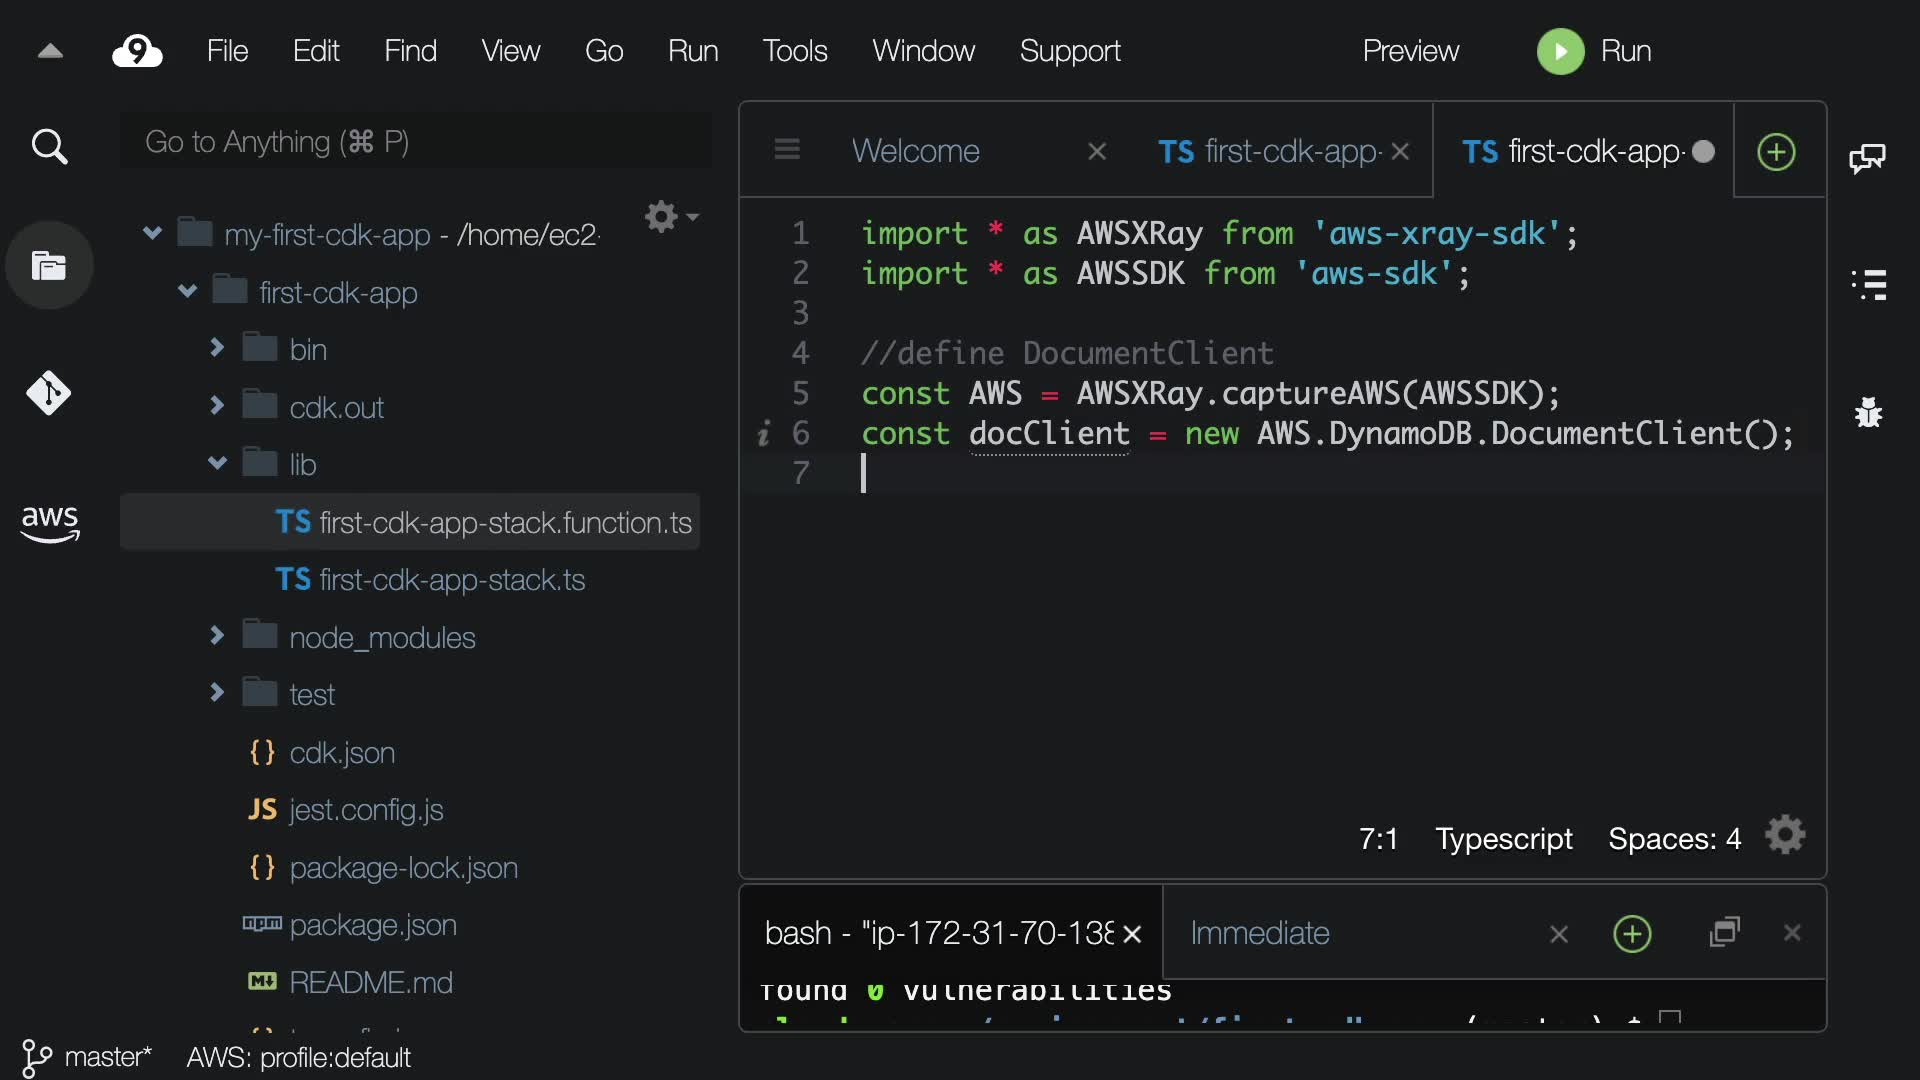 9 File Edit Find View Go Run Tools Window Support Preview Run
Go to Anything (⌘ P)
Welcome
TS first-cdk-app-
TS first-cdk-app-
my-first-cdk-app - /home/ec2-
first-cdk-app
bin
cdk.out
lib
aws
TS first-cdk-app-stack.function.ts
TS first-cdk-app-stack.ts
node_modules
test
{} cdk.json
JS jest.config.js
{} package-lock.json
package.json
M README.md
1 import * as AWSXRay from 'aws-xray-sdk';
2 import * as AWSSDK from 'aws-sdk';
3
4 //define DocumentClient
5 const AWS = AWSXRay.captureAWS(AWSSDK);
i 6 const docClient = new AWS.DynamoDB.DocumentClient();
7
7:1 Typescript Spaces: 4
bash - "ip-172-31-70-138
Immediate
found 0 vulnerabilities
master* AWS: profile:default